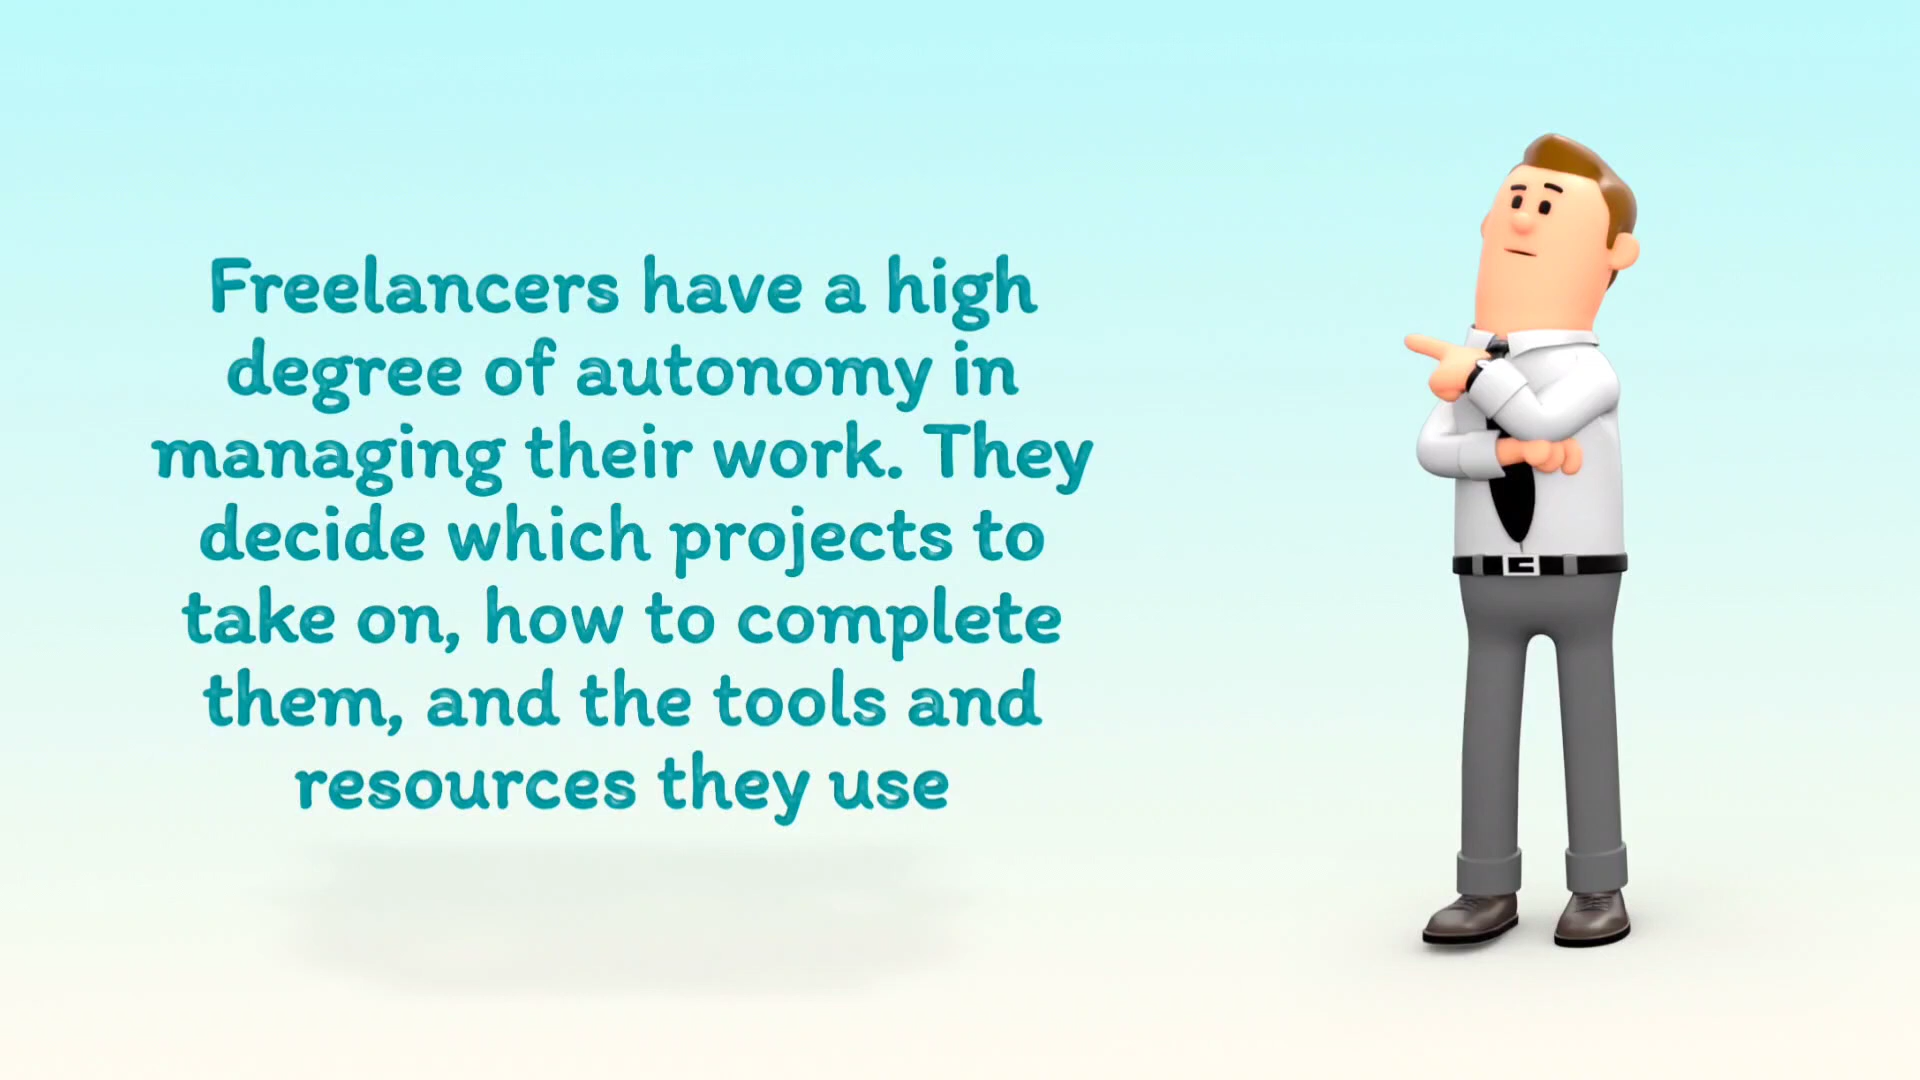 Freelancers have a high
degree of autonomy in
managing their work. They
decide which projects to
take on, how to complete
them, and the tools and
resources they use